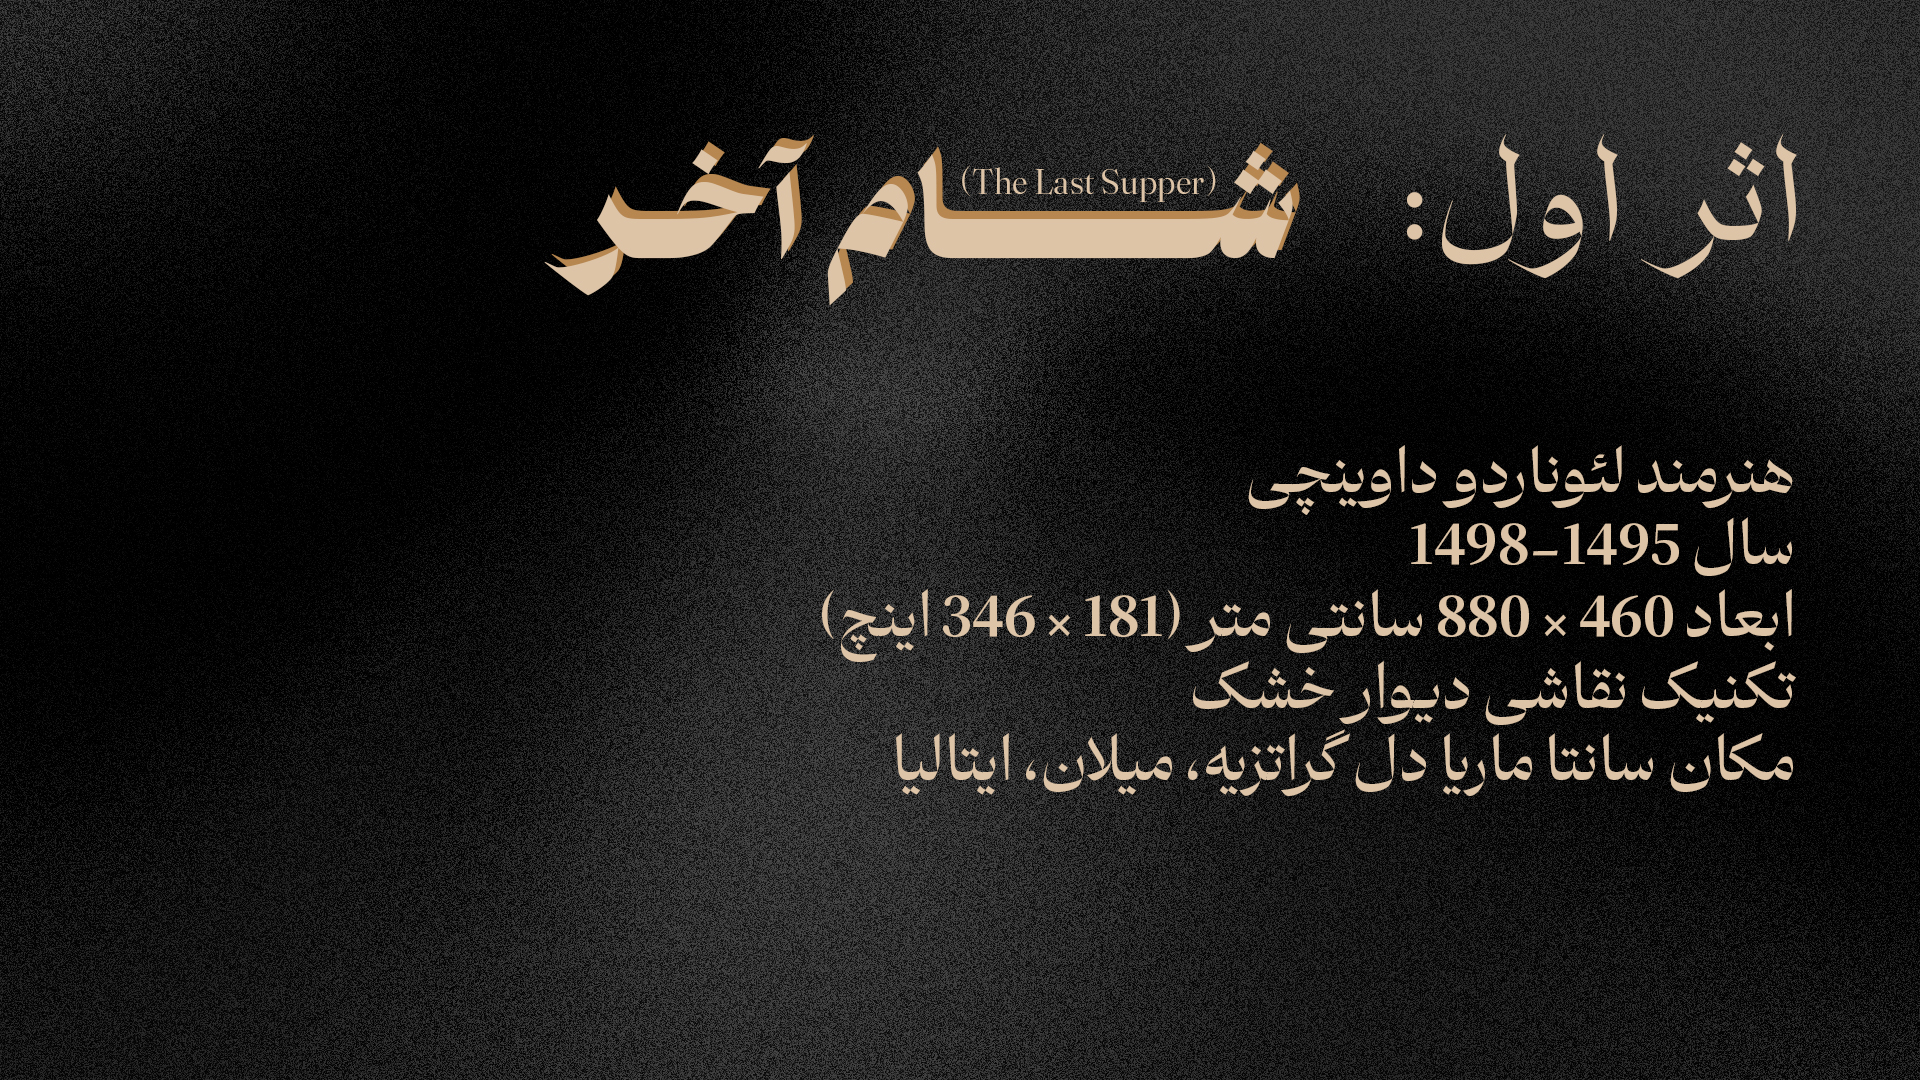 اثر اول: شام آخر
(The Last Supper)
هنرمند لئوناردو داوینچی
سال 1495–1498
ابعاد 460 × 880 سانتی متر (181 × 346 اینچ)
تکنیک نقاشی دیوار خشک
مکان سانتا ماریا دل گراتزیه، میلان، ایتالیا